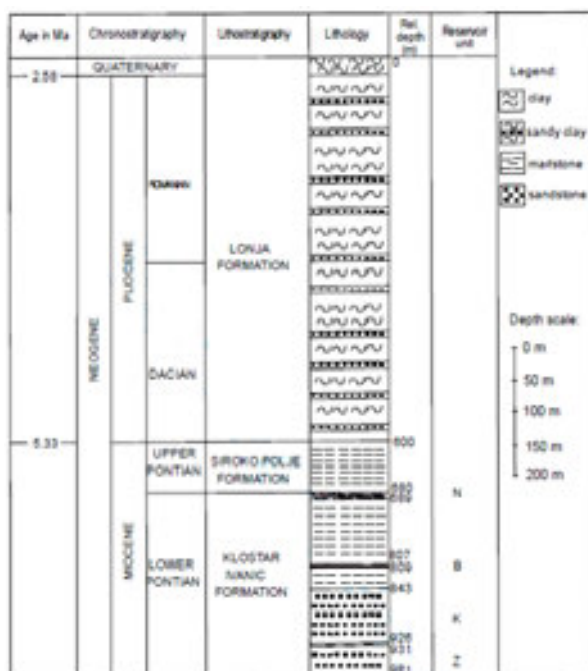 Age in Ma
Chronostratigraphy
Lithostratigraphy
Lithology
Rel.
depth
(m)
Reservoir
unit
QUATERNARY
0
2.58
NEOGENE
PLIOCENE
DACIAN
LONJA
FORMATION
5.33
600
MIOCENE
UPPER
PONTIAN
SIROKO POLJE
FORMATION
N
LOWER
PONTIAN
KLOSTAR
IVANIC
FORMATION
807
809
B
843
K
926
931
Z
981
Legend:
clay
sandy clay
marlstone
sandstone
Depth scale:
0 m
50 m
100 m
150 m
200 m